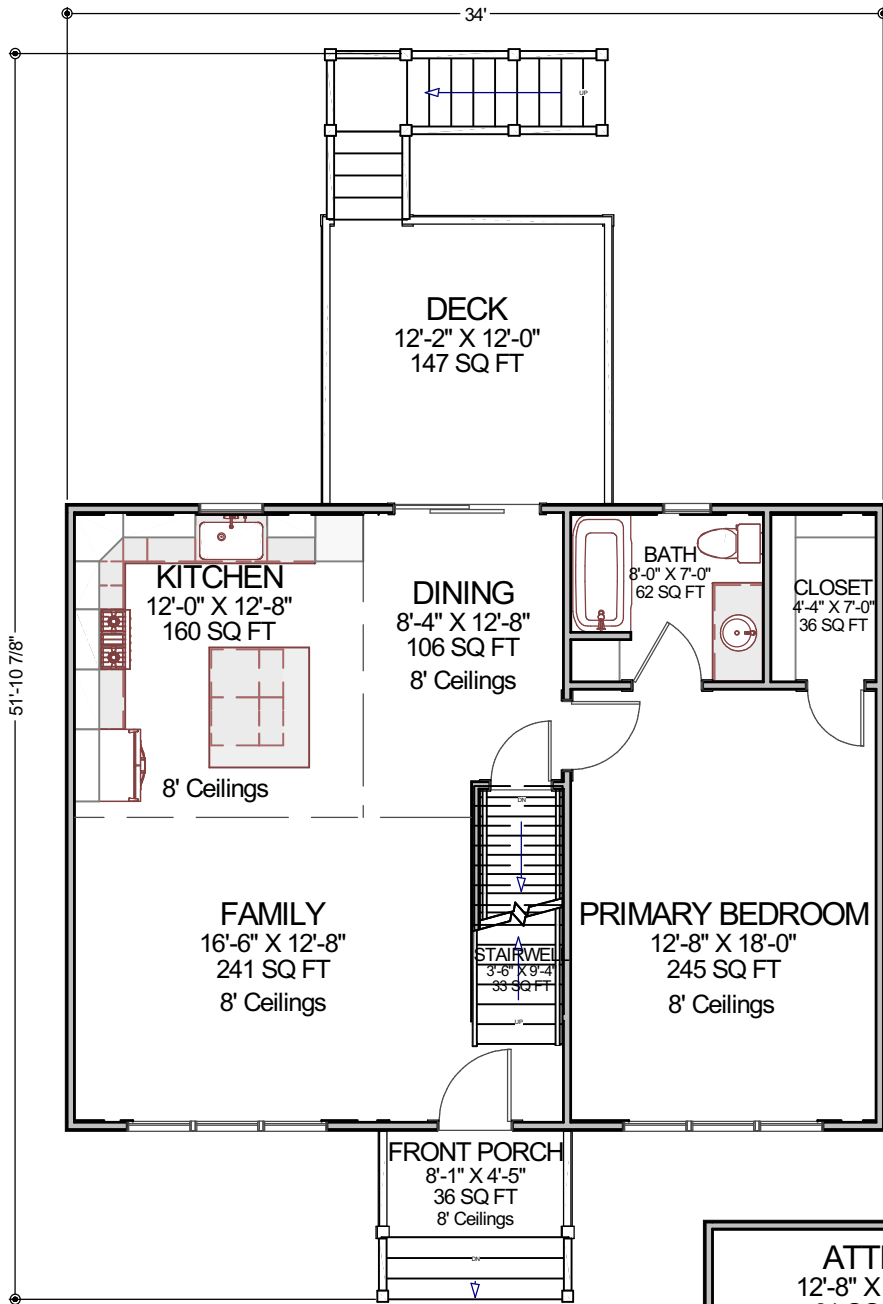 34'
UP
DECK
12'-2" X 12'-0"
147 SQ FT
51'-10 7/8"
KITCHEN
12'-0" X 12'-8"
160 SQ FT
8' Ceilings
DINING
8'-4" X 12'-8"
106 SQ FT
8' Ceilings
BATH
8'-0" X 7'-0"
62 SQ FT
CLOSET
4'-4" X 7'-0"
36 SQ FT
DN
FAMILY
16'-6" X 12'-8"
241 SQ FT
8' Ceilings
STAIRWELL
3'-6" X 9'-4"
33 SQ FT
UP
PRIMARY BEDROOM
12'-8" X 18'-0"
245 SQ FT
8' Ceilings
FRONT PORCH
8'-1" X 4'-5"
36 SQ FT
8' Ceilings
DN
12'-8" X